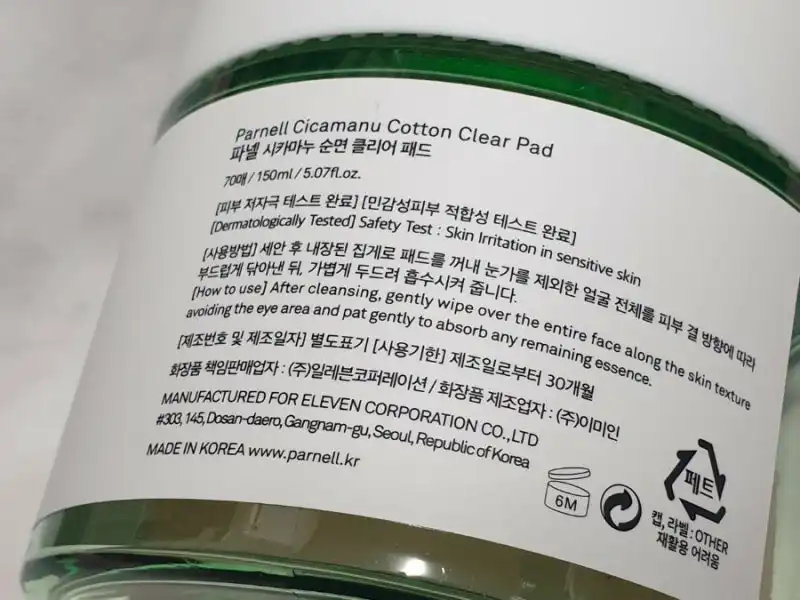 Parnell Cicamanu Cotton Clear Pad
파넬 시카마누 순면 클리어 패드
70매 / 150ml / 5.07fl.oz.
[피부 저자극 테스트 완료] [민감성피부 적합성 테스트 완료]
[Dermatologically Tested] Safety Test : Skin Irritation in sensitive skin
[사용방법] 세안 후 내장된 집게로 패드를 꺼내 눈가를 제외한 얼굴 전체를 피부 결 방향에 따라
부드럽게 닦아낸 뒤, 가볍게 두드려 흡수시켜 줍니다.
[How to use] After cleansing, gently wipe over the entire face along the skin texture
avoiding the eye area and pat gently to absorb any remaining essence.
[제조번호 및 제조일자] 별도표기 [사용기한] 제조일로부터 30개월
화장품 책임판매업자 : (주)일레븐코퍼레이션 / 화장품 제조업자 : (주)이미인
MANUFACTURED FOR ELEVEN CORPORATION CO.,LTD
#303, 145, Dosan-daero, Gangnam-gu, Seoul, Republic of Korea
MADE IN KOREA www.parnell.kr
6M
페트
캡, 라벨 : OTHER
재활용 어려움